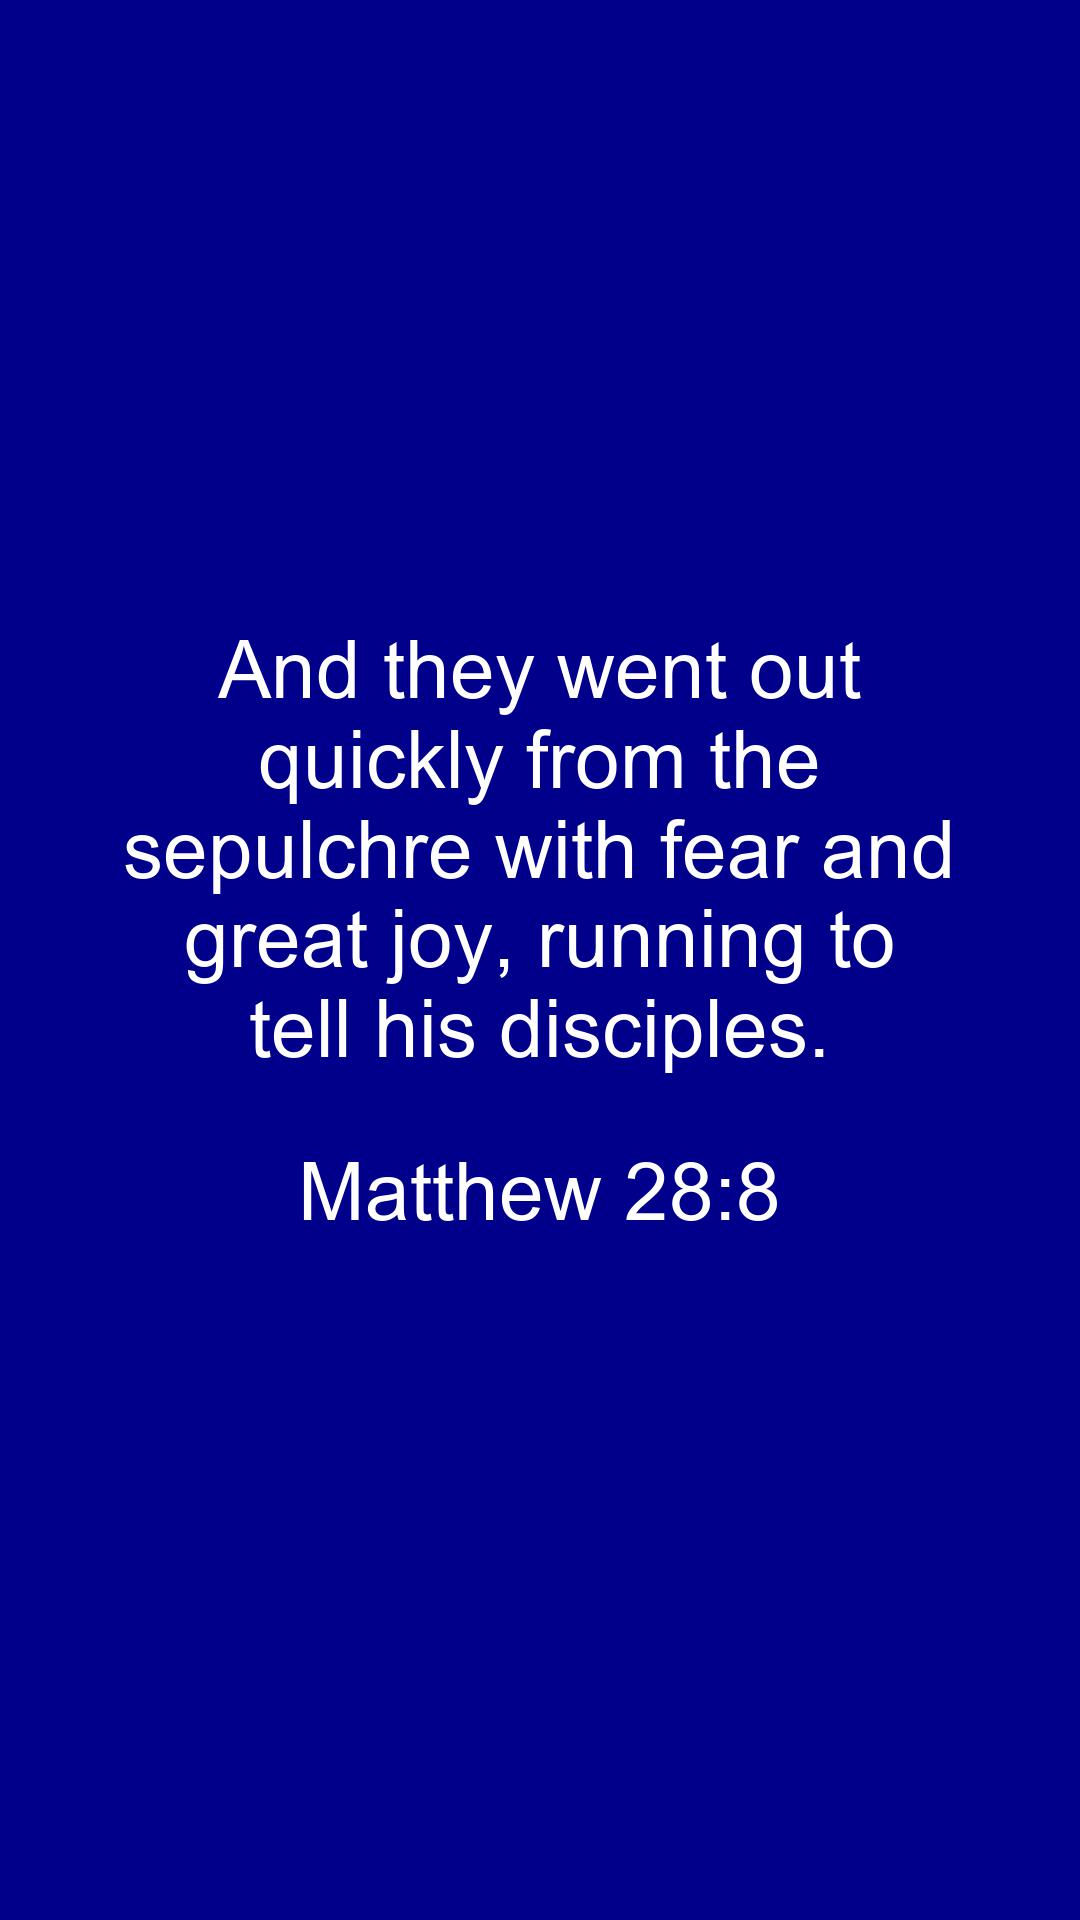 And they went out
quickly from the
sepulchre with fear and
great joy, running to
tell his disciples.
Matthew 28:8